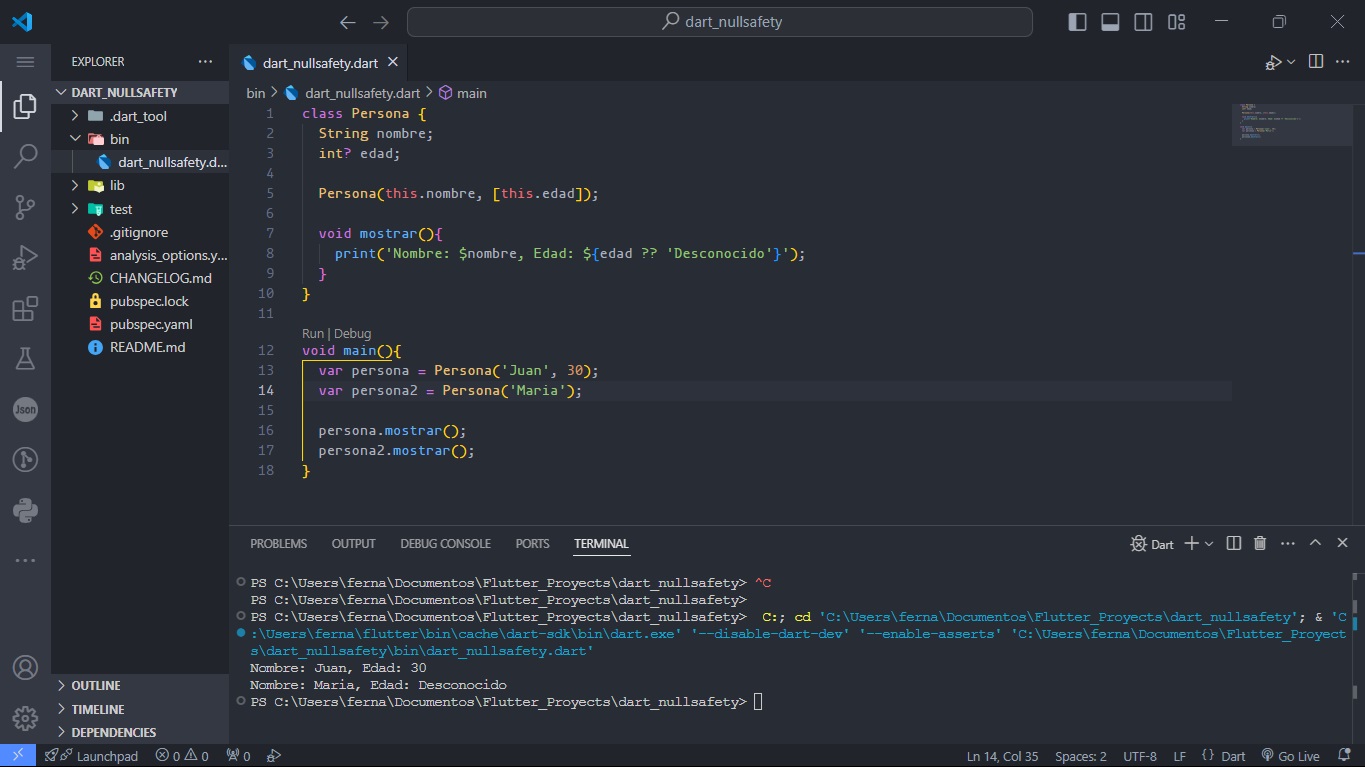 dart_nullsafety
EXPLORER
DART_NULLSAFETY
.dart_tool
bin
dart_nullsafety.d...
lib
test
.gitignore
analysis_options.y...
CHANGELOG.md
pubspec.lock
pubspec.yaml
README.md
OUTLINE
TIMELINE
DEPENDENCIES
Json
dart_nullsafety.dart
bin > dart_nullsafety.dart > main
1 class Persona {
2 String nombre;
3 int? edad;
4
5 Persona(this.nombre, [this.edad]);
6
7 void mostrar(){
8 print('Nombre: $nombre, Edad: ${edad ?? 'Desconocido'}');
9 }
10 }
11
Run | Debug
12 void main(){
13 var persona = Persona('Juan', 30);
14 var persona2 = Persona('Maria');
15
16 persona.mostrar();
17 persona2.mostrar();
18 }
PROBLEMS OUTPUT DEBUG CONSOLE PORTS TERMINAL Dart
PS C:\Users\ferna\Documentos\Flutter_Proyects\dart_nullsafety> ^C
PS C:\Users\ferna\Documentos\Flutter_Proyects\dart_nullsafety>
PS C:\Users\ferna\Documentos\Flutter_Proyects\dart_nullsafety> C:; cd 'C:\Users\ferna\Documentos\Flutter_Proyects\dart_nullsafety'; & 'C
:\Users\ferna\flutter\bin\cache\dart-sdk\bin\dart.exe' '--disable-dart-dev' '--enable-asserts' 'C:\Users\ferna\Documentos\Flutter_Proyect
s\dart_nullsafety\bin\dart_nullsafety.dart'
Nombre: Juan, Edad: 30
Nombre: Maria, Edad: Desconocido
PS C:\Users\ferna\Documentos\Flutter_Proyects\dart_nullsafety>
Launchpad 0 0 0 Ln 14, Col 35 Spaces: 2 UTF-8 LF {} Dart Go Live